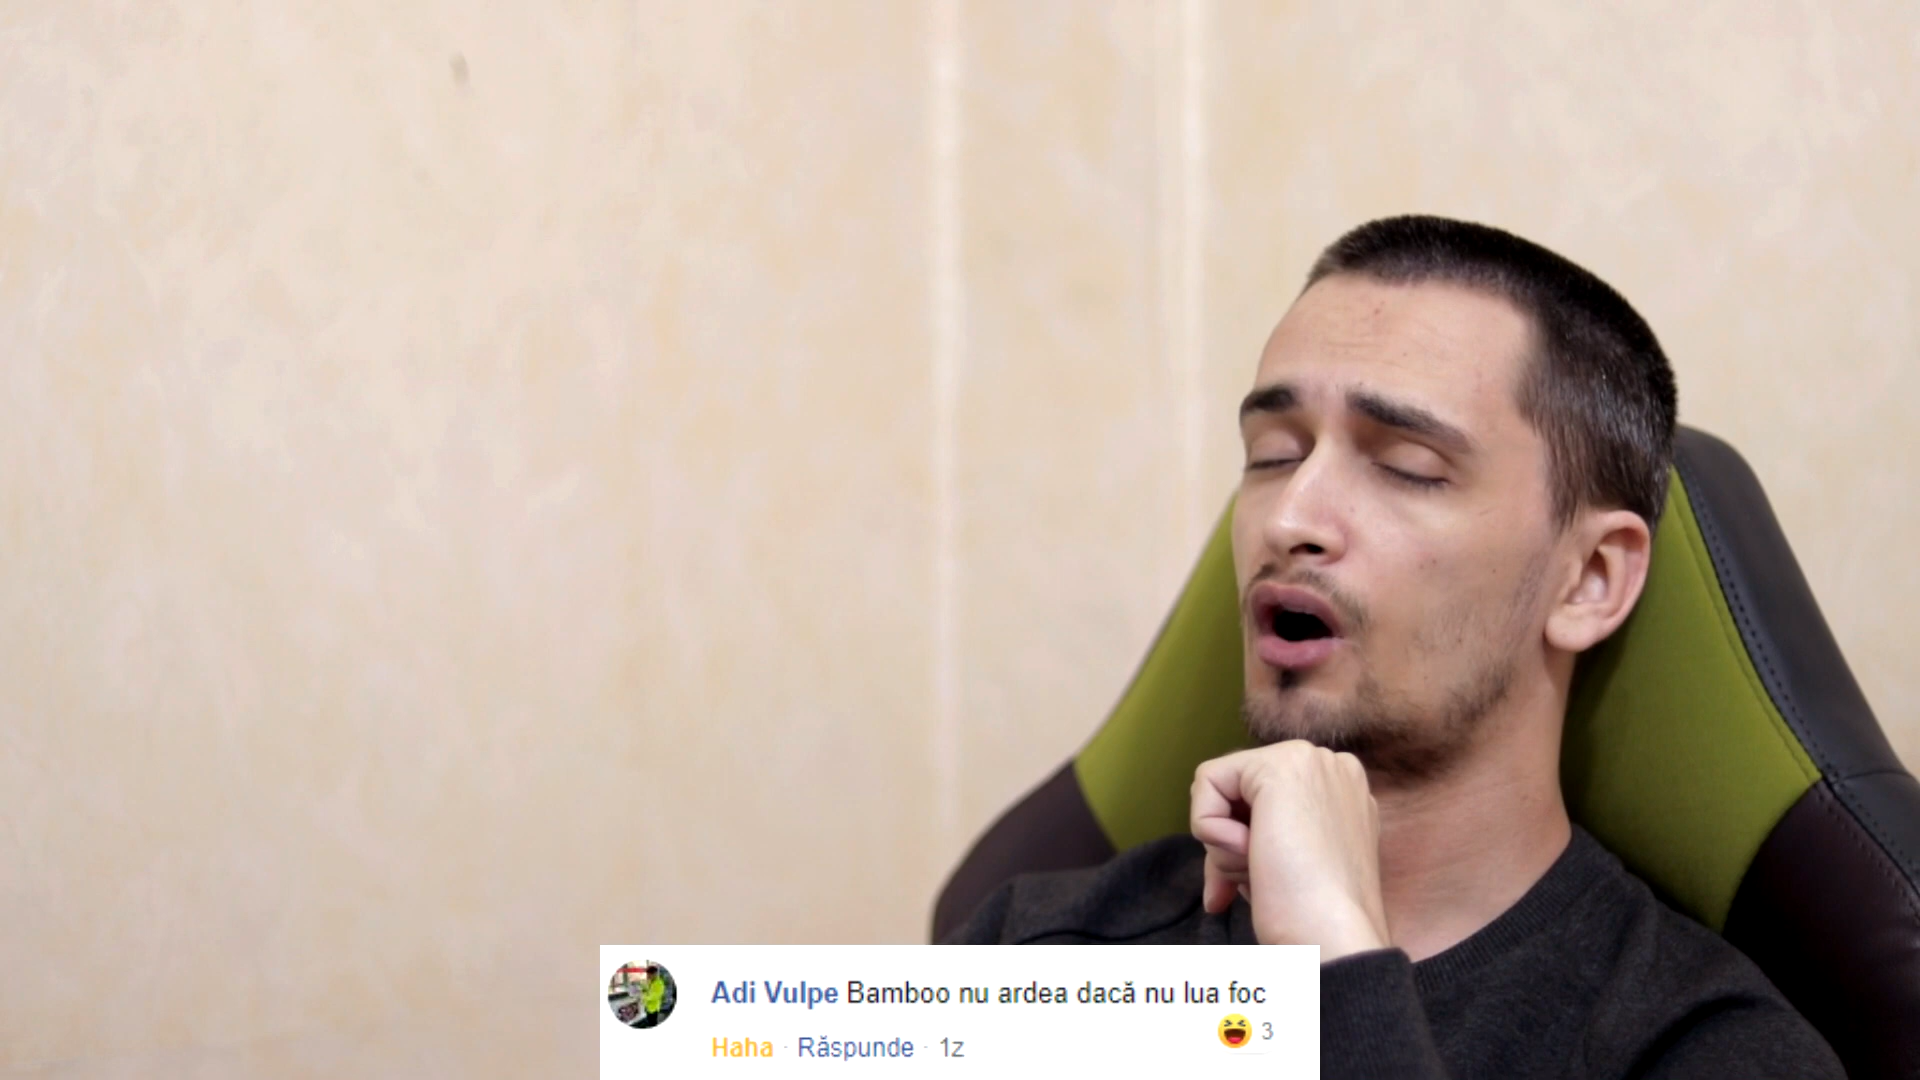 Adi Vulpe Bamboo nu ardea dacă nu lua foc
Haha · Răspunde · 1z
3